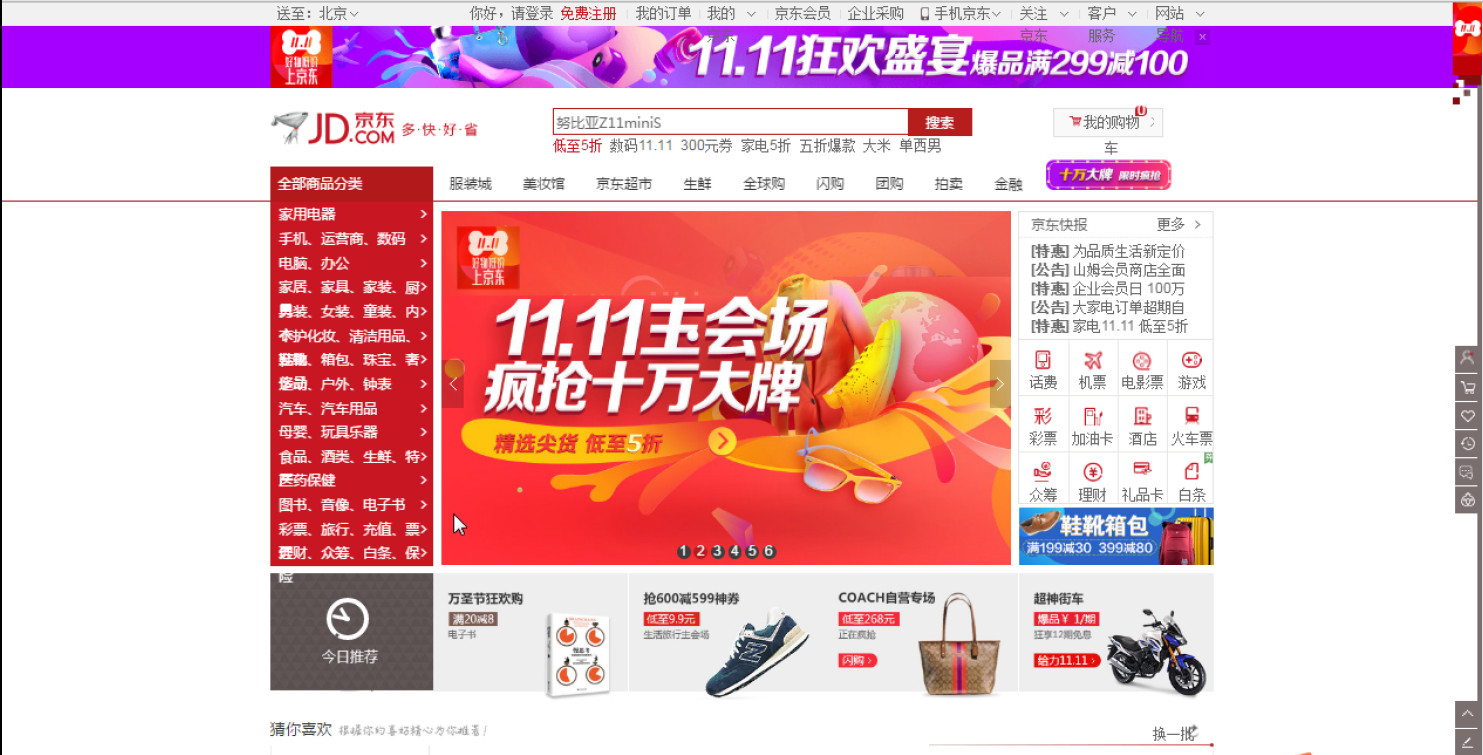 送至：北京
你好，请登录 免费注册 我的订单 我的 京东会员 企业采购 手机京东 关注 客户 网站
京东 服务 导航
11.11
好物低价
上京东
11.11狂欢盛宴爆品满299减100
JD.COM 京东
多·快·好·省
努比亚Z11miniS
搜索
低至5折 数码11.11 300元券 家电5折 五折爆款 大米 单西男
0
我的购物
车
全部商品分类
服装城 美妆馆 京东超市 生鲜 全球购 闪购 团购 拍卖 金融
十万大牌 限时疯抢
家用电器
手机、运营商、数码
电脑、办公
家居、家具、家装、厨
男装、女装、童装、内
个护化妆、清洁用品、
鞋靴、箱包、珠宝、奢
运动、户外、钟表
汽车、汽车用品
母婴、玩具乐器
食品、酒类、生鲜、特
医药保健
图书、音像、电子书
彩票、旅行、充值、票
理财、众筹、白条、保
险
11.11
好物低价
上京东
11.11主会场
疯抢十万大牌
精选尖货 低至5折
1 2 3 4 5 6
京东快报 更多
[特惠] 为品质生活新定价
[公告] 山姆会员商店全面
[特惠] 企业会员日 100万
[公告] 大家电订单超期自
[特惠] 家电11.11 低至5折
话费 机票 电影票 游戏
彩票 加油卡 酒店 火车票
众筹 理财 礼品卡 白条
鞋靴箱包
满199减30 399减80
今日推荐
万圣节狂欢购
满20减8
电子书
抢600减599神券
低至9.9元
生活旅行主会场
COACH自营专场
低至268元
正在疯抢
闪购
超神街车
爆品￥1/期
狂享12期免息
给力11.11
猜你喜欢 根据你的喜好精心为你推荐！
换一批